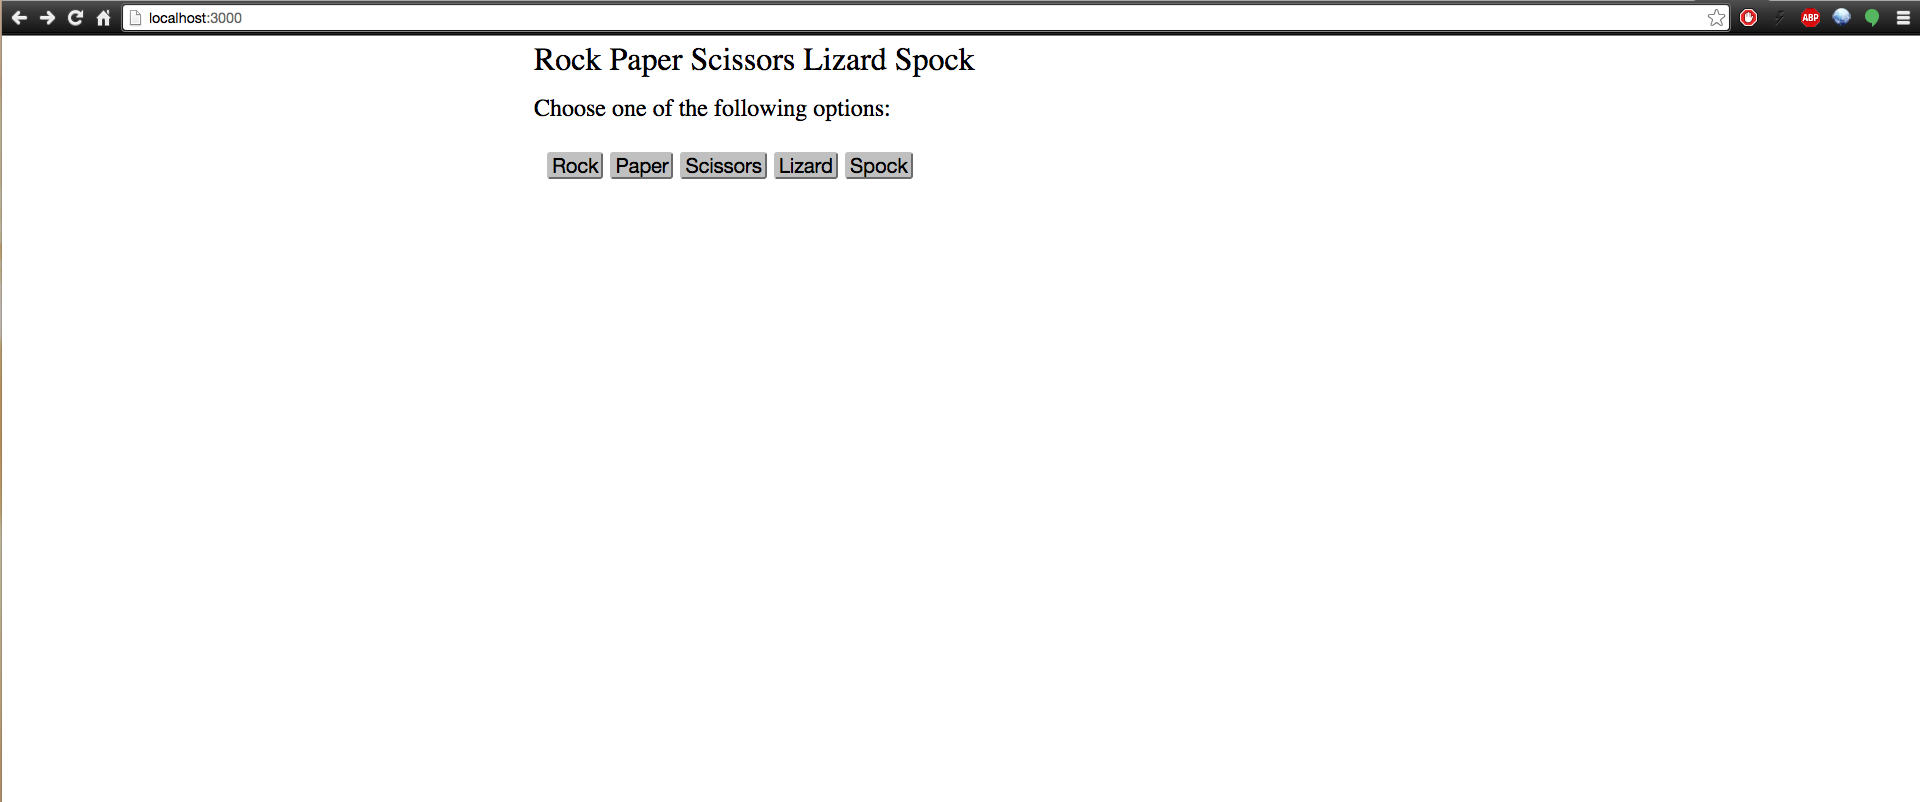 localhost:3000
ABP
Rock Paper Scissors Lizard Spock
Choose one of the following options:
Rock Paper Scissors Lizard Spock